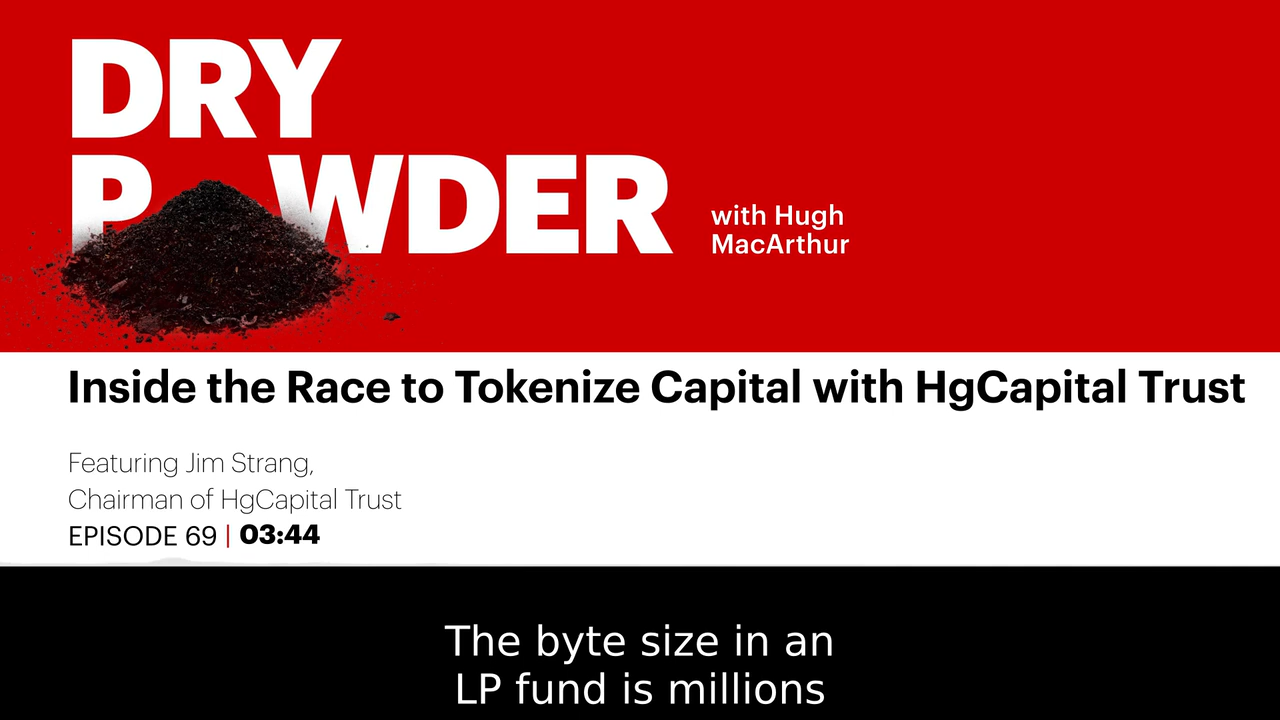 DRY
P WDER
with Hugh
MacArthur
Inside the Race to Tokenize Capital with HgCapital Trust
Featuring Jim Strang,
Chairman of HgCapital Trust
EPISODE 69 | 03:44
The byte size in an
LP fund is millions